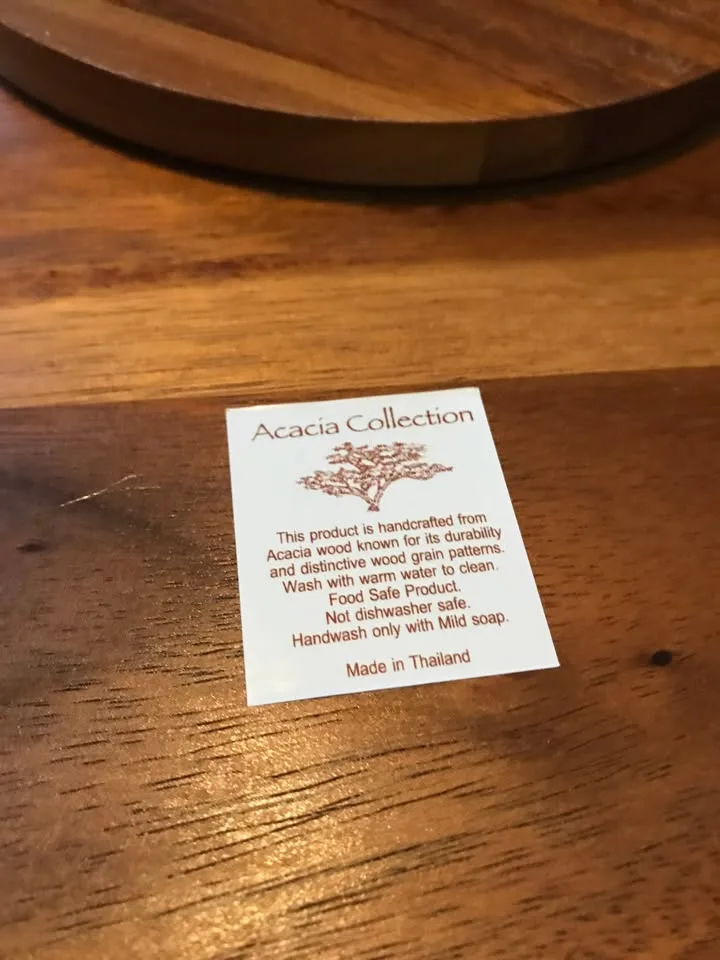 Acacia Collection
This product is handcrafted from
Acacia wood known for its durability
and distinctive wood grain patterns.
Wash with warm water to clean.
Food Safe Product.
Not dishwasher safe.
Handwash only with Mild soap.
Made in Thailand